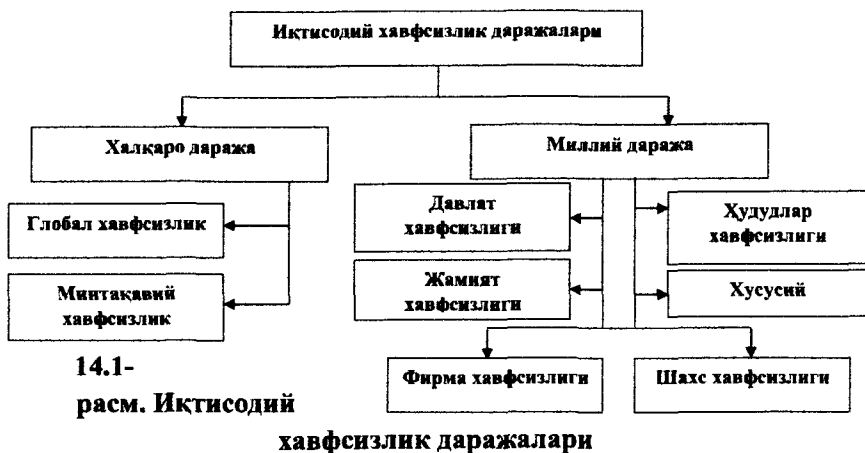 Иқтисодий хавфсизлик даражалари
Халқаро даража
Миллий даража
Глобал хавфсизлик
Минтақавий
хавфсизлик
Давлат
хавфсизлиги
Ҳудудлар
хавфсизлиги
Жамият
хавфсизлиги
Хусусий
Фирма хавфсизлиги
Шахс хавфсизлиги
14.1-
расм. Иқтисодий
хавфсизлик даражалари